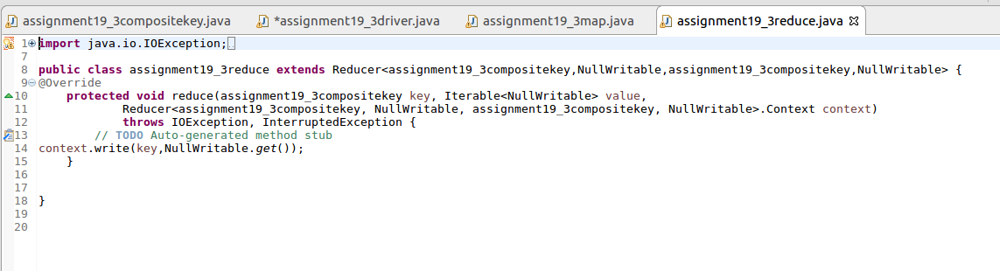 assignment19_3compositekey.java *assignment19_3driver.java assignment19_3map.java assignment19_3reduce.java
1 import java.io.IOException;
7
8 public class assignment19_3reduce extends Reducer<assignment19_3compositekey,NullWritable,assignment19_3compositekey,NullWritable> {
9 @Override
10 protected void reduce(assignment19_3compositekey key, Iterable<NullWritable> value,
11 Reducer<assignment19_3compositekey, NullWritable, assignment19_3compositekey, NullWritable>.Context context)
12 throws IOException, InterruptedException {
13 // TODO Auto-generated method stub
14 context.write(key,NullWritable.get());
15 }
16
17
18 }
19
20